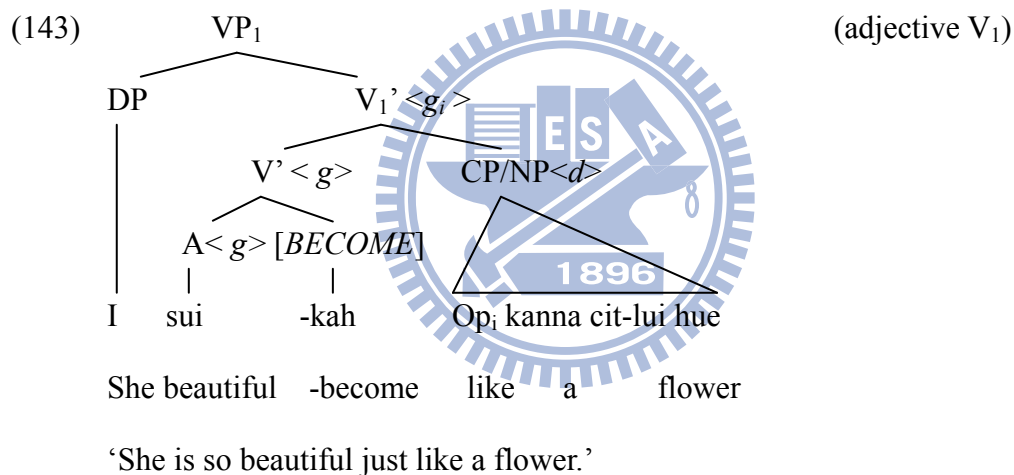 (143) VP₁ (adjective V₁)
DP V₁’ <gᵢ>
V’ < g> CP/NP<d>
A< g> [BECOME]
I sui -kah Opᵢ kanna cit-lui hue
She beautiful -become like a flower
‘She is so beautiful just like a flower.’
E S A
1896